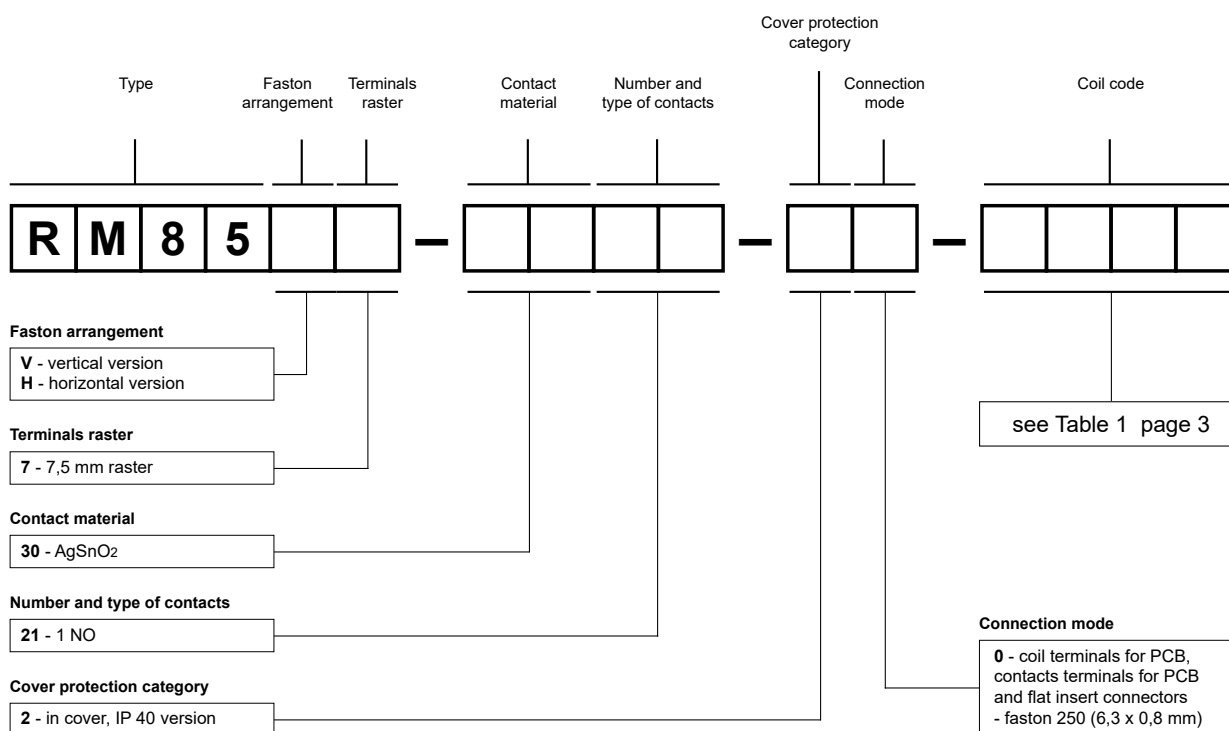 Cover protection
category
Type
Faston
arrangement
Terminals
raster
Contact
material
Number and
type of contacts
Connection
mode
Coil code
RM85 – – –
Faston arrangement
V - vertical version
H - horizontal version
see Table 1 page 3
Terminals raster
7 - 7,5 mm raster
Contact material
30 - AgSnO2
Number and type of contacts
21 - 1 NO
Connection mode
0 - coil terminals for PCB,
contacts terminals for PCB
and flat insert connectors
- faston 250 (6,3 x 0,8 mm)
Cover protection category
2 - in cover, IP 40 version